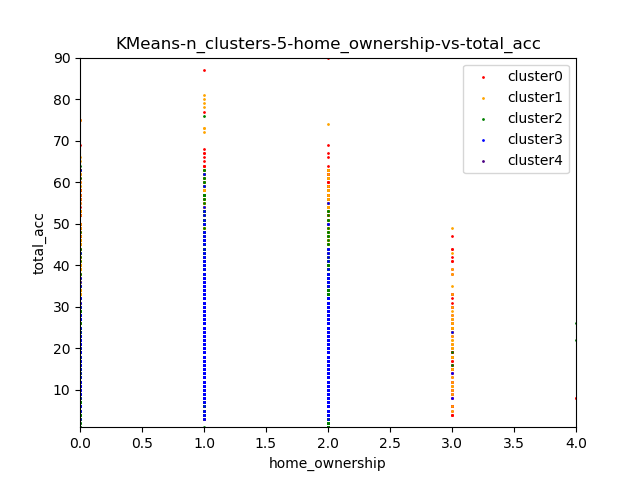 KMeans-n_clusters-5-home_ownership-vs-total_acc
90
80
70
60
50
40
30
20
10
total_acc
cluster0
cluster1
cluster2
cluster3
cluster4
0.0 0.5 1.0 1.5 2.0 2.5 3.0 3.5 4.0
home_ownership